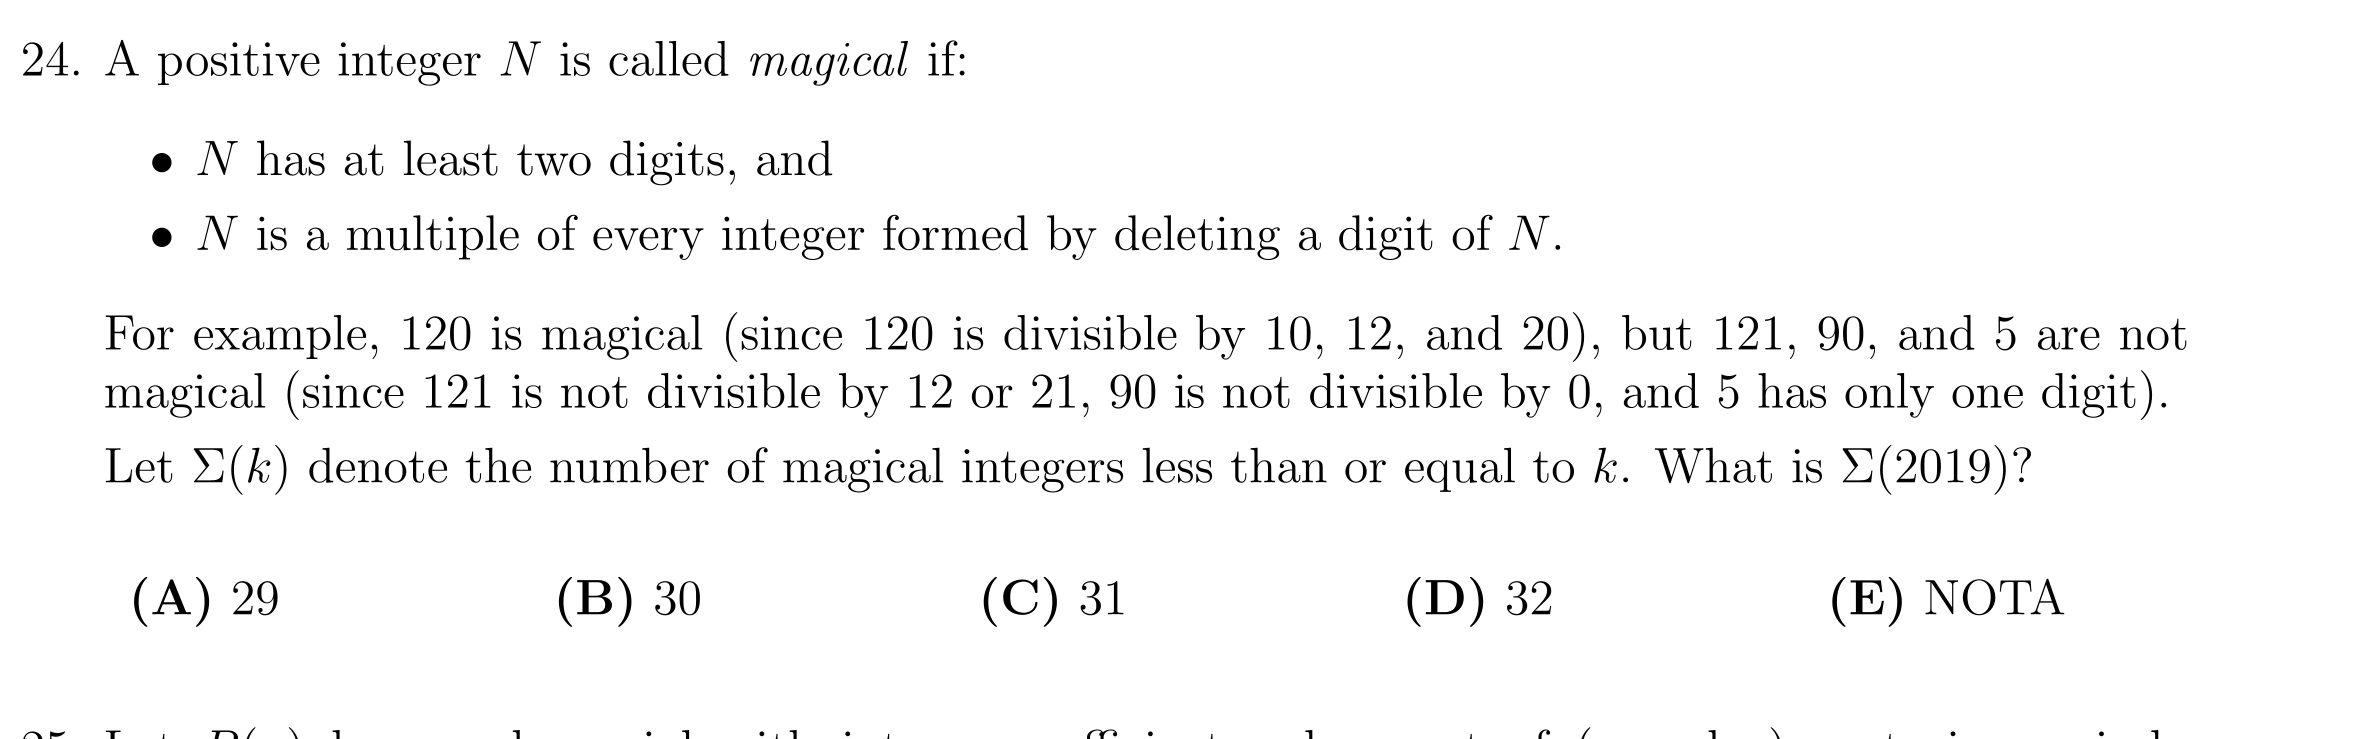 24. A positive integer N is called magical if:
• N has at least two digits, and
• N is a multiple of every integer formed by deleting a digit of N.
For example, 120 is magical (since 120 is divisible by 10, 12, and 20), but 121, 90, and 5 are not
magical (since 121 is not divisible by 12 or 21, 90 is not divisible by 0, and 5 has only one digit).
Let Σ(k) denote the number of magical integers less than or equal to k. What is Σ(2019)?
(A) 29 (B) 30 (C) 31 (D) 32 (E) NOTA